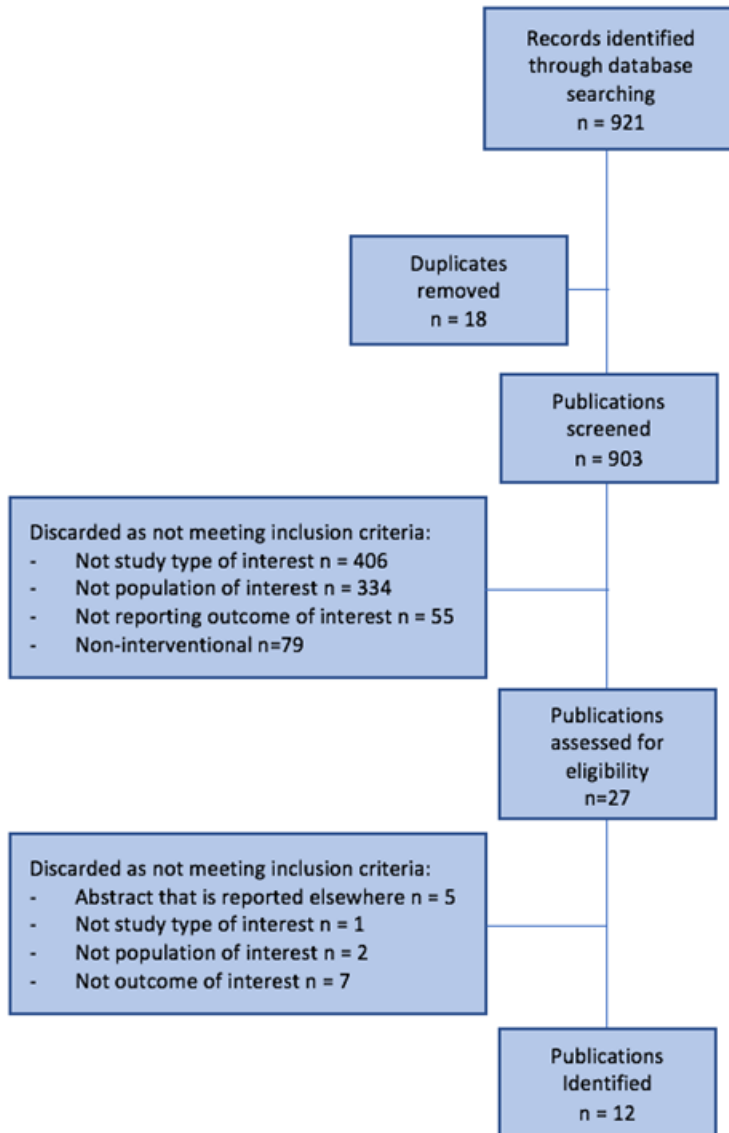 Records identified
through database
searching
n = 921
Duplicates
removed
n = 18
Publications
screened
n = 903
Discarded as not meeting inclusion criteria:
- Not study type of interest n = 406
- Not population of interest n = 334
- Not reporting outcome of interest n = 55
- Non-interventional n=79
Publications
assessed for
eligibility
n=27
Discarded as not meeting inclusion criteria:
- Abstract that is reported elsewhere n = 5
- Not study type of interest n = 1
- Not population of interest n = 2
- Not outcome of interest n = 7
Publications
Identified
n = 12